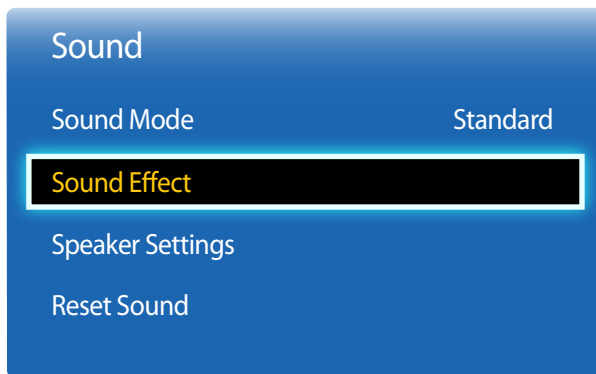 Sound
Sound Mode Standard
Sound Effect
Speaker Settings
Reset Sound